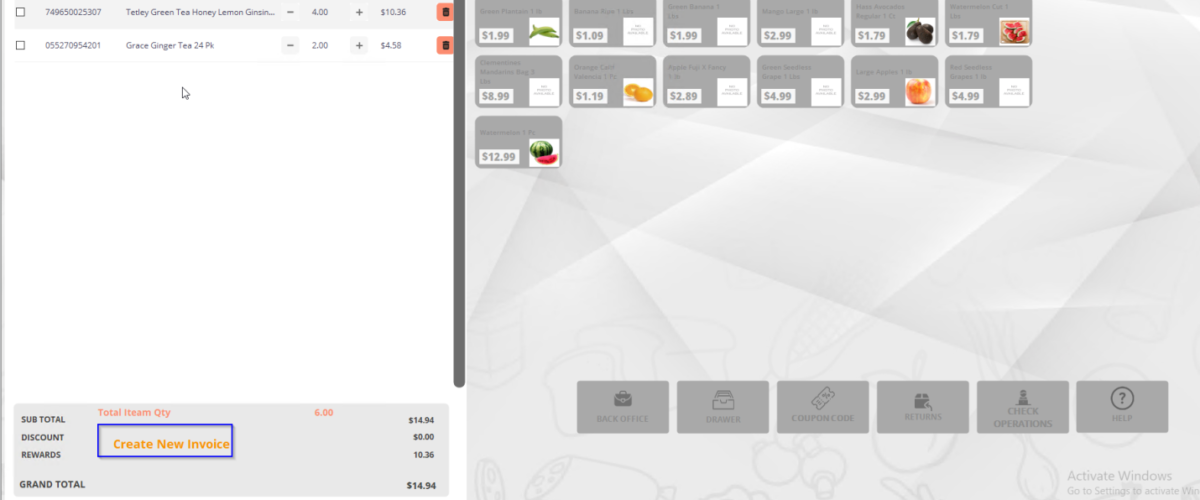 749650025307 Tetley Green Tea Honey Lemon Ginsin... − 4.00 + $10.36
055270954201 Grace Ginger Tea 24 Pk − 2.00 + $4.58
Total Iteam Qty 6.00
SUB TOTAL $14.94
DISCOUNT $0.00
Create New Invoice
REWARDS 10.36
GRAND TOTAL $14.94
Green Plantain 1 lb
$1.99
$1.09
Green Banana 1
Lbs
$1.99
Mango Large 1 lb
$2.99
Hass Avocados
Regular 1 Ct
$1.79
Watermelon Cut 1
Lbs
$1.79
Clementines
Mandarins Bag 3
Lbs
$8.99
Orange Calif
Valencia 1 Pc
$1.19
Apple Fuji X Fancy
1 lb
$2.89
Green Seedless
Grape 1 Lbs
$4.99
Large Apples 1 lb
$2.99
Red Seedless
Grapes 1 lb
$4.99
Watermelon 1 Pc
$12.99
BACK OFFICE
DRAWER
COUPON CODE
RETURNS
CHECK
OPERATIONS
HELP
Activate Windows
Go to Settings to activate Win